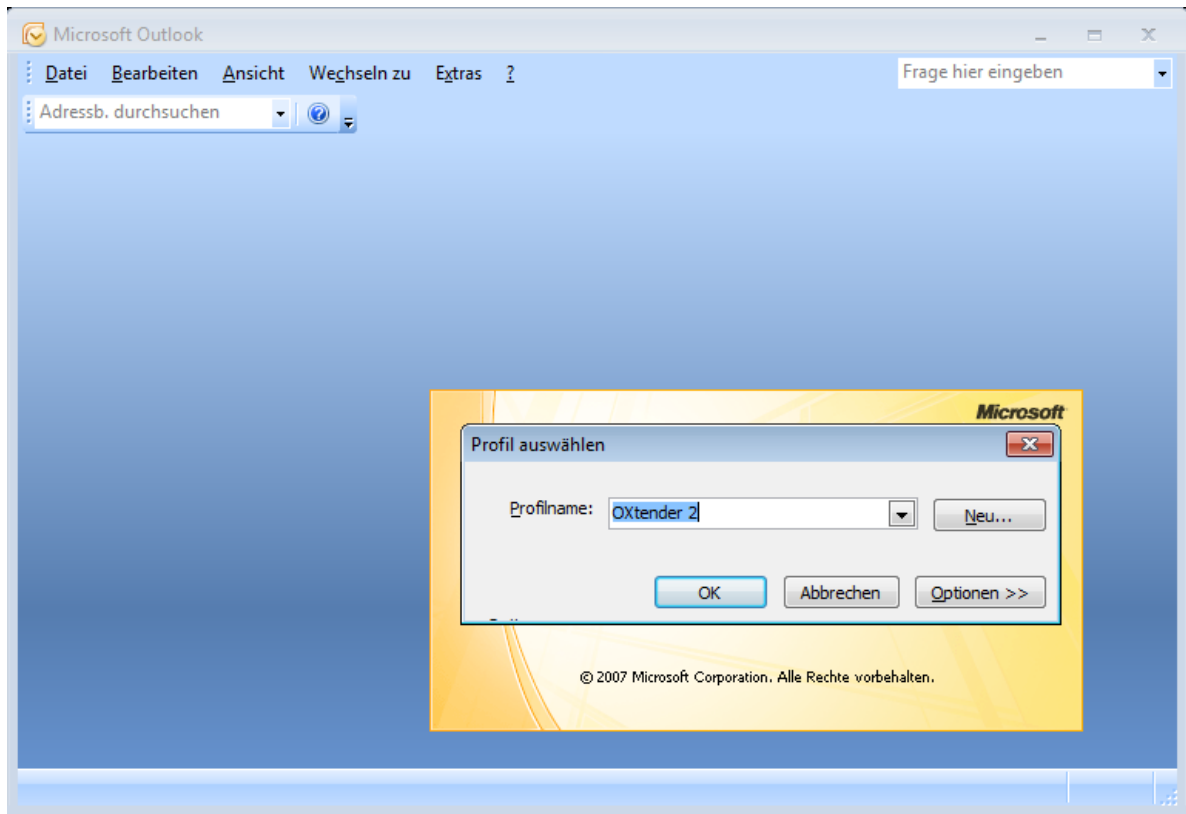 Microsoft Outlook
Datei Bearbeiten Ansicht Wechseln zu Extras ? Frage hier eingeben
Adressb. durchsuchen
Microsoft
Profil auswählen
Profilname: OXtender 2 Neu...
OK Abbrechen Optionen >>
© 2007 Microsoft Corporation. Alle Rechte vorbehalten.